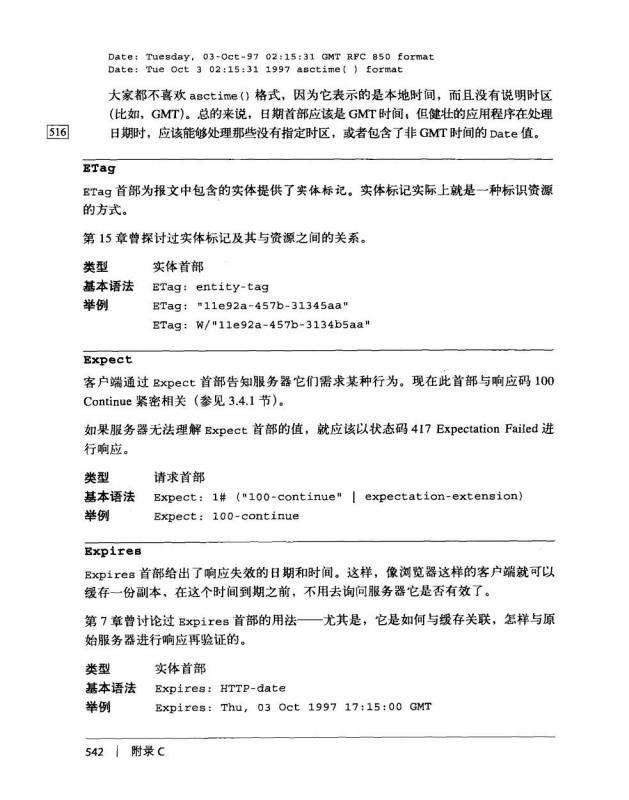 Date: Tuesday, 03-Oct-97 02:15:31 GMT RFC 850 format
Date: Tue Oct 3 02:15:31 1997 asctime( ) format
大家都不喜欢 asctime() 格式，因为它表示的是本地时间，而且没有说明时区
（比如，GMT）。总的来说，日期首部应该是 GMT 时间；但健壮的应用程序在处理
516
日期时，应该能够处理那些没有指定时区，或者包含了非 GMT 时间的 Date 值。
ETag
ETag 首部为报文中包含的实体提供了实体标记。实体标记实际上就是一种标识资源
的方式。
第 15 章曾探讨过实体标记及其与资源之间的关系。
类型 实体首部
基本语法 ETag: entity-tag
举例 ETag: "11e92a-457b-31345aa"
ETag: W/"11e92a-457b-3134b5aa"
Expect
客户端通过 Expect 首部告知服务器它们需求某种行为。现在此首部与响应码 100
Continue 紧密相关（参见 3.4.1 节）。
如果服务器无法理解 Expect 首部的值，就应该以状态码 417 Expectation Failed 进
行响应。
类型 请求首部
基本语法 Expect: 1# ("100-continue" | expectation-extension)
举例 Expect: 100-continue
Expires
Expires 首部给出了响应失效的日期和时间。这样，像浏览器这样的客户端就可以
缓存一份副本，在这个时间到期之前，不用去询问服务器它是否有效了。
第 7 章曾讨论过 Expires 首部的用法——尤其是，它是如何与缓存关联，怎样与原
始服务器进行响应再验证的。
类型 实体首部
基本语法 Expires: HTTP-date
举例 Expires: Thu, 03 Oct 1997 17:15:00 GMT
542 | 附录 C